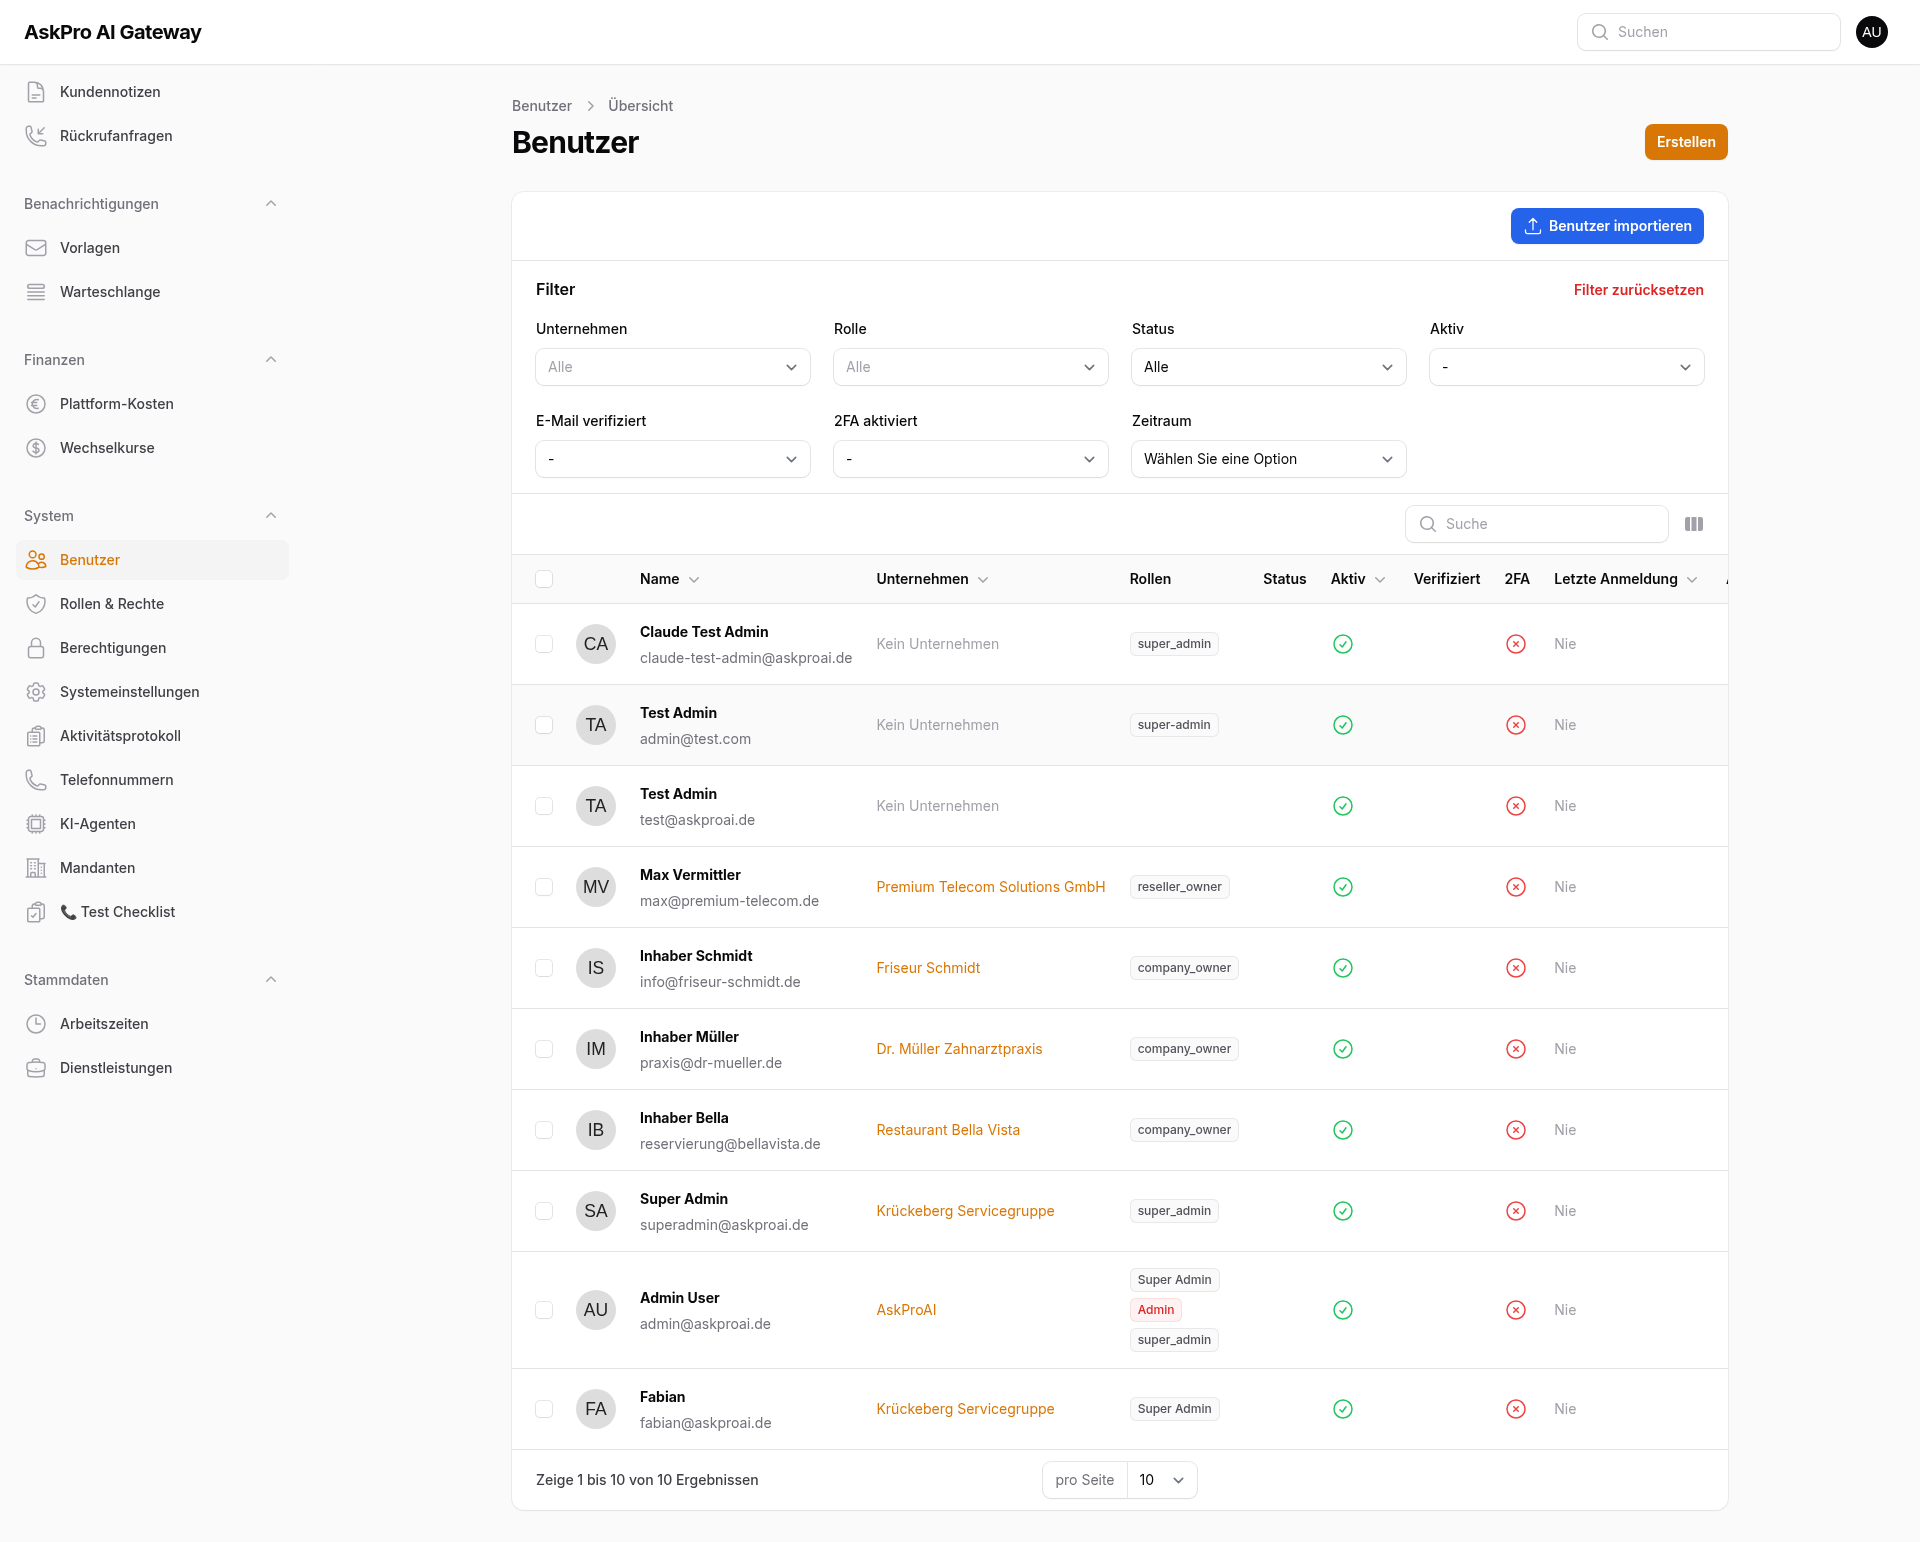 AskPro AI Gateway
Suchen
AU
Kundennotizen
Rückrufanfragen
Benachrichtigungen
Vorlagen
Warteschlange
Finanzen
Plattform-Kosten
Wechselkurse
System
Benutzer
Rollen & Rechte
Berechtigungen
Systemeinstellungen
Aktivitätsprotokoll
Telefonnummern
KI-Agenten
Mandanten
📞 Test Checklist
Stammdaten
Arbeitszeiten
Dienstleistungen
Benutzer > Übersicht
Benutzer
Erstellen
Benutzer importieren
Filter
Filter zurücksetzen
Unternehmen Rolle Status Aktiv
Alle Alle Alle -
E-Mail verifiziert 2FA aktiviert Zeitraum
- - Wählen Sie eine Option
Suche
Name Unternehmen Rollen Status Aktiv Verifiziert 2FA Letzte Anmeldung
CA Claude Test Admin Kein Unternehmen super_admin Nie
claude-test-admin@askproai.de
TA Test Admin Kein Unternehmen super-admin Nie
admin@test.com
TA Test Admin Kein Unternehmen Nie
test@askproai.de
MV Max Vermittler Premium Telecom Solutions GmbH reseller_owner Nie
max@premium-telecom.de
IS Inhaber Schmidt Friseur Schmidt company_owner Nie
info@friseur-schmidt.de
IM Inhaber Müller Dr. Müller Zahnarztpraxis company_owner Nie
praxis@dr-mueller.de
IB Inhaber Bella Restaurant Bella Vista company_owner Nie
reservierung@bellavista.de
SA Super Admin Krückeberg Servicegruppe super_admin Nie
superadmin@askproai.de
AU Admin User AskProAI Super Admin Nie
admin@askproai.de Admin
super_admin
FA Fabian Krückeberg Servicegruppe Super Admin Nie
fabian@askproai.de
Zeige 1 bis 10 von 10 Ergebnissen
pro Seite 10